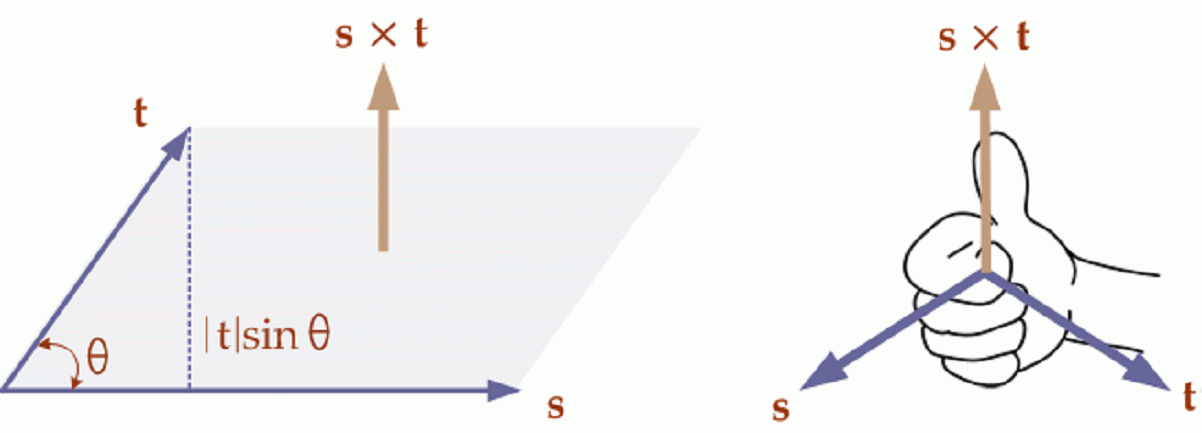 s × t
t
θ
|t|sin θ
s
s × t
s
t